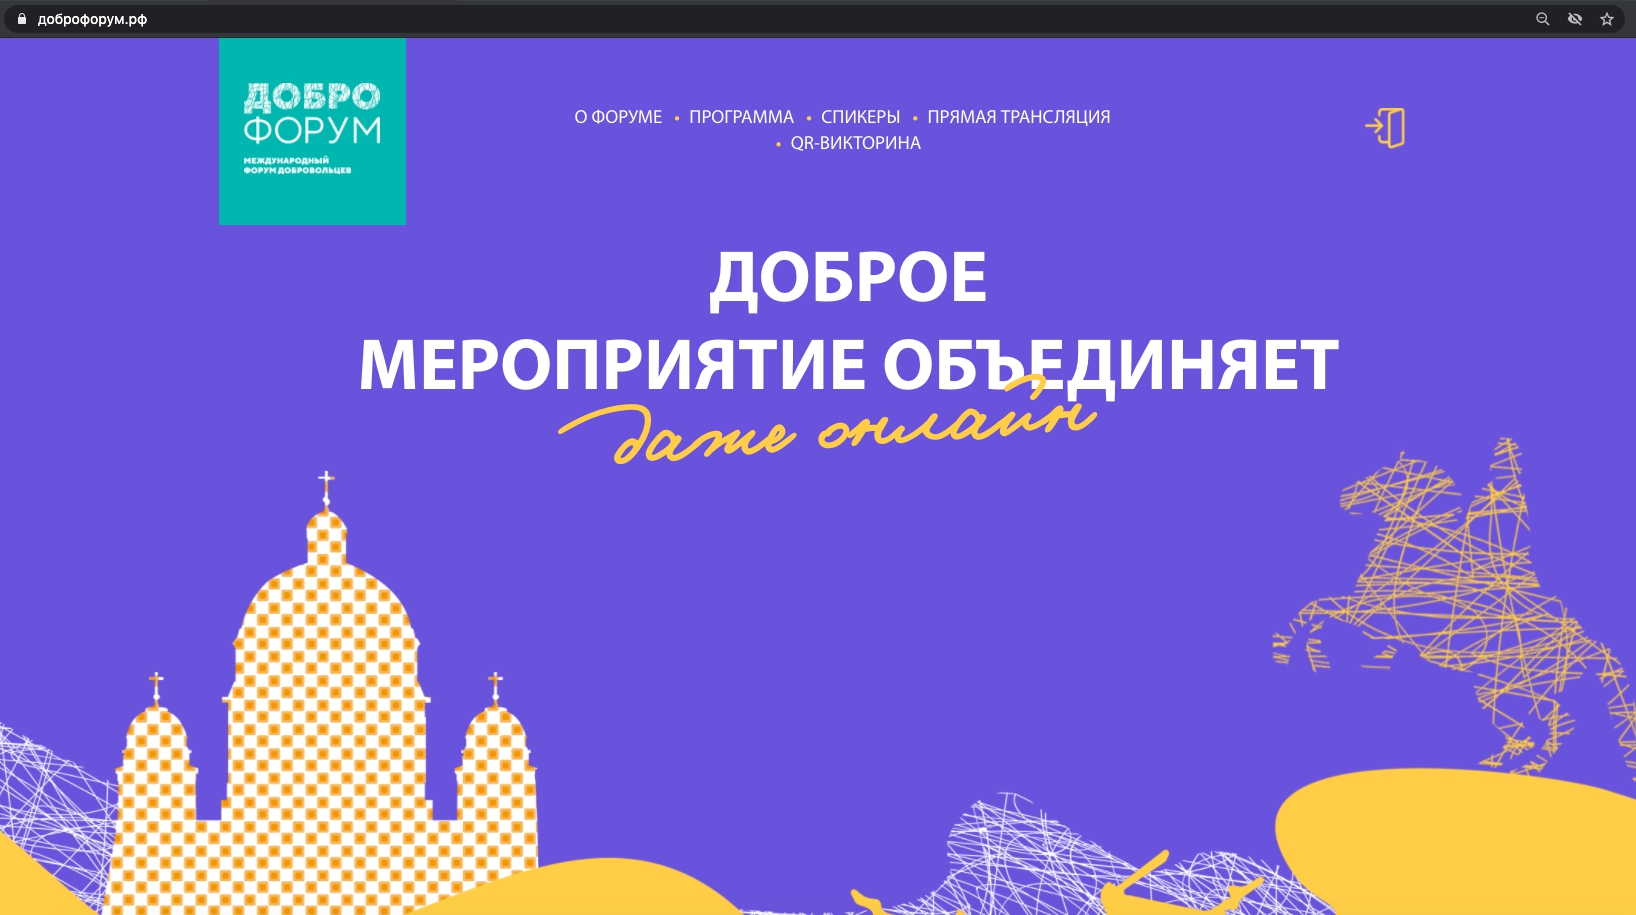 доброфорум.рф
ДОБРО
ФОРУМ
МЕЖДУНАРОДНЫЙ
ФОРУМ ДОБРОВОЛЬЦЕВ
О ФОРУМЕ • ПРОГРАММА • СПИКЕРЫ • ПРЯМАЯ ТРАНСЛЯЦИЯ
• QR-ВИКТОРИНА
ДОБРОЕ
МЕРОПРИЯТИЕ ОБЪЕДИНЯЕТ
даже онлайн